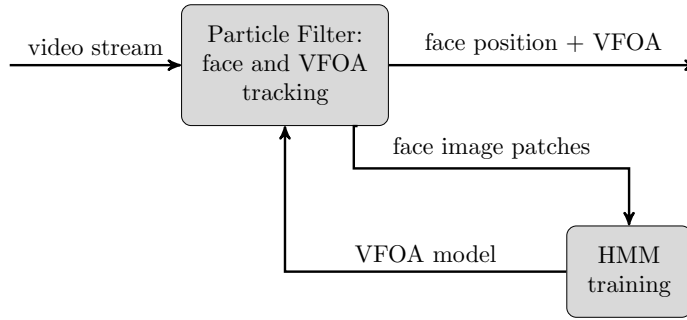 video stream
Particle Filter:
face and VFOA
tracking
face position + VFOA
face image patches
VFOA model
HMM
training